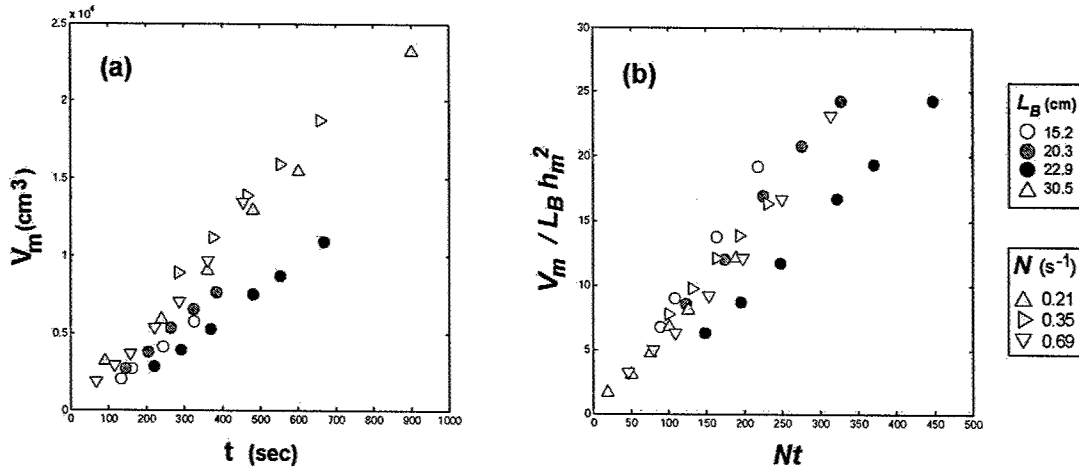 x 10⁶
2.5
2
1.5
1
0.5
0
0 100 200 300 400 500 600 700 800 900 1000
(a)
V_m (cm³)
t (sec)
30
25
20
15
10
5
0
0 50 100 150 200 250 300 350 400 450 500
(b)
V_m / L_B h_m²
Nt
L_B (cm)
15.2
20.3
22.9
30.5
N (s⁻¹)
0.21
0.35
0.69